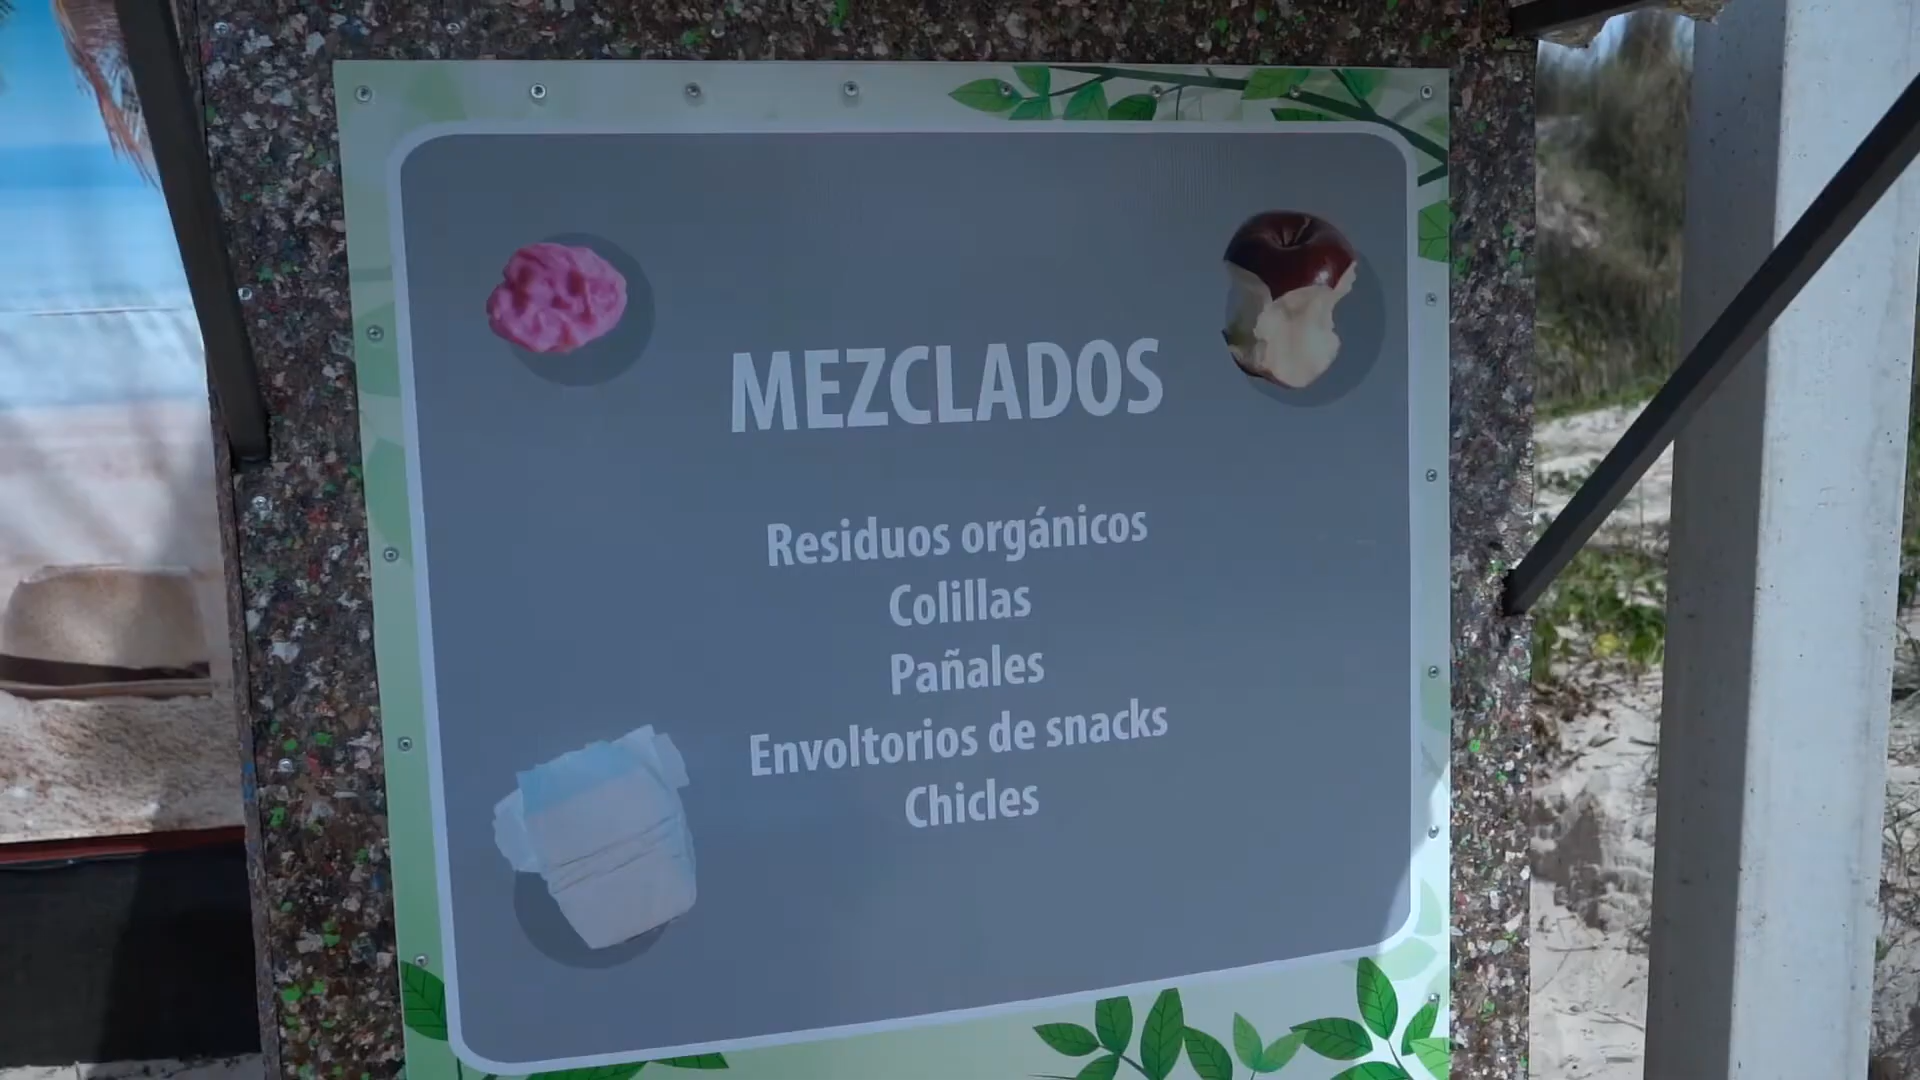 MEZCLADOS
Residuos orgánicos
Colillas
Pañales
Envoltorios de snacks
Chicles